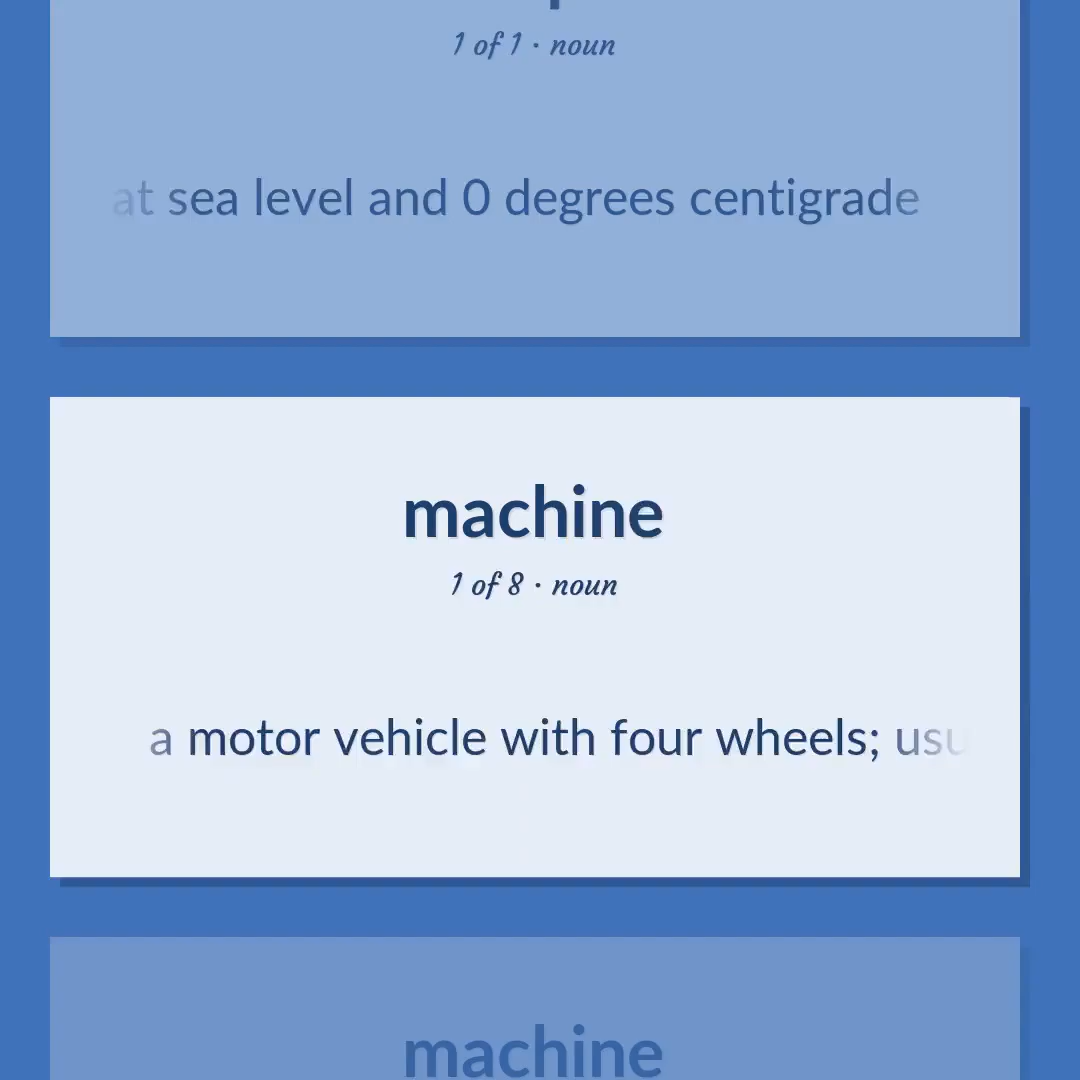 1 of 1 · noun
at sea level and 0 degrees centigrade
machine
1 of 8 · noun
a motor vehicle with four wheels; usu
machine